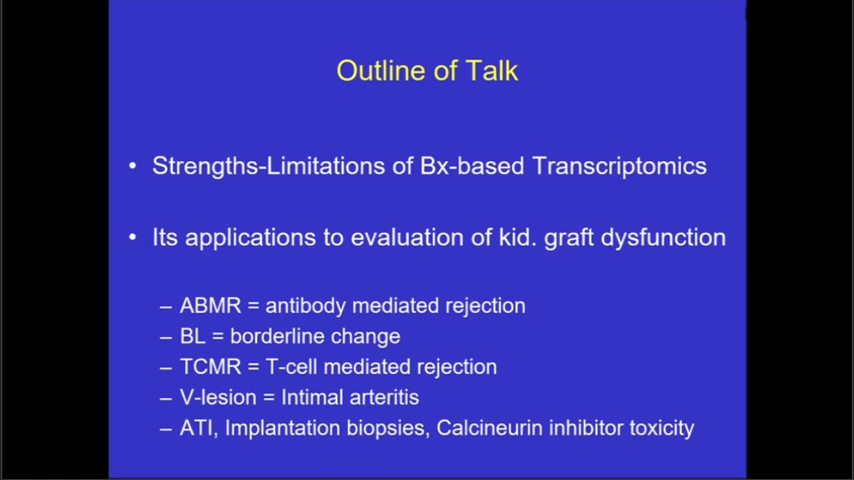 Outline of Talk
• Strengths-Limitations of Bx-based Transcriptomics
• Its applications to evaluation of kid. graft dysfunction
– ABMR = antibody mediated rejection
– BL = borderline change
– TCMR = T-cell mediated rejection
– V-lesion = Intimal arteritis
– ATI, Implantation biopsies, Calcineurin inhibitor toxicity